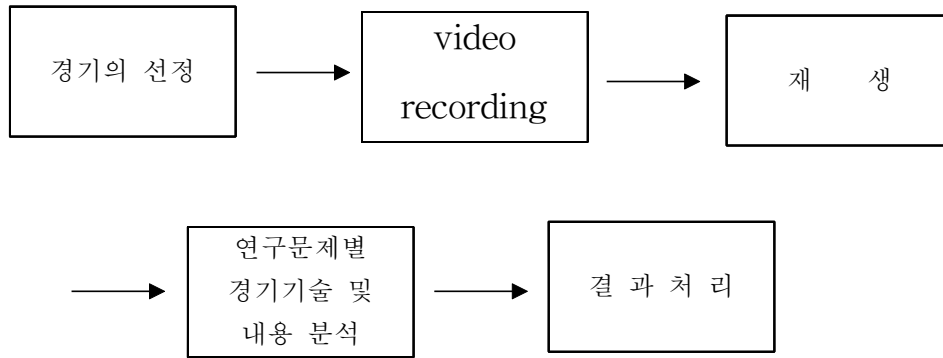 경기의 선정
video
recording
재 생
연구문제별
경기기술 및
내용 분석
결 과 처 리